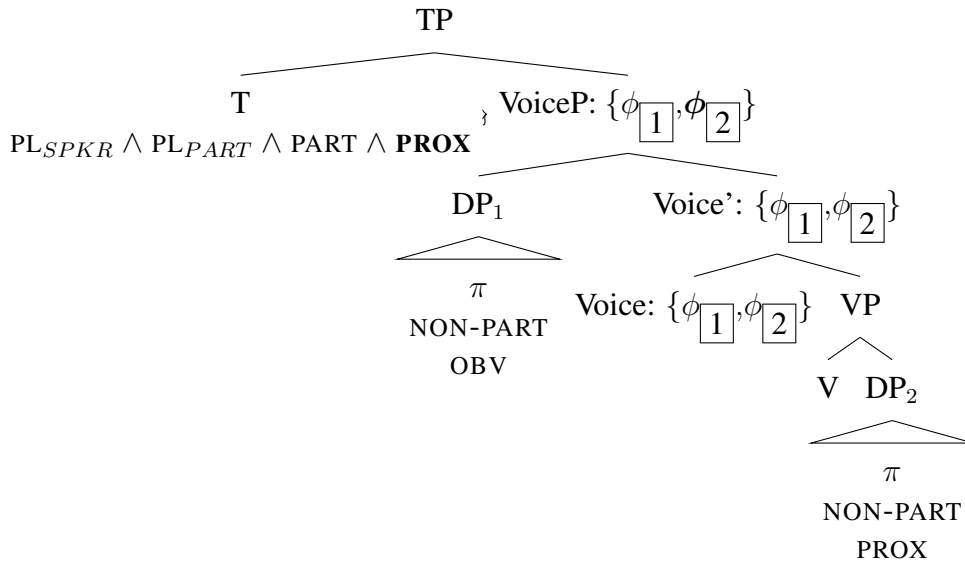 TP
T VoiceP: {ϕ1,ϕ2}
PL_SPKR ∧ PL_PART ∧ PART ∧ PROX
DP₁ Voice’: {ϕ1,ϕ2}
π Voice: {ϕ1,ϕ2} VP
NON-PART
OBV
V DP₂
π
NON-PART
PROX